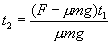 t₂ = (F − μmg)t₁ / μmg